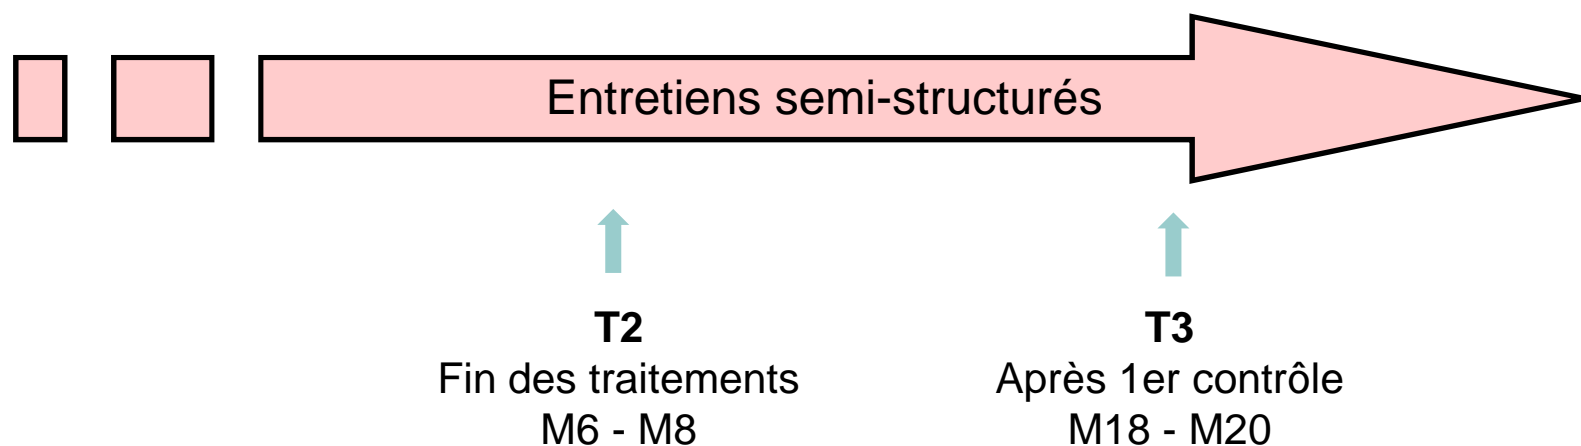 Entretiens semi-structurés
T2
Fin des traitements
M6 - M8
T3
Après 1er contrôle
M18 - M20